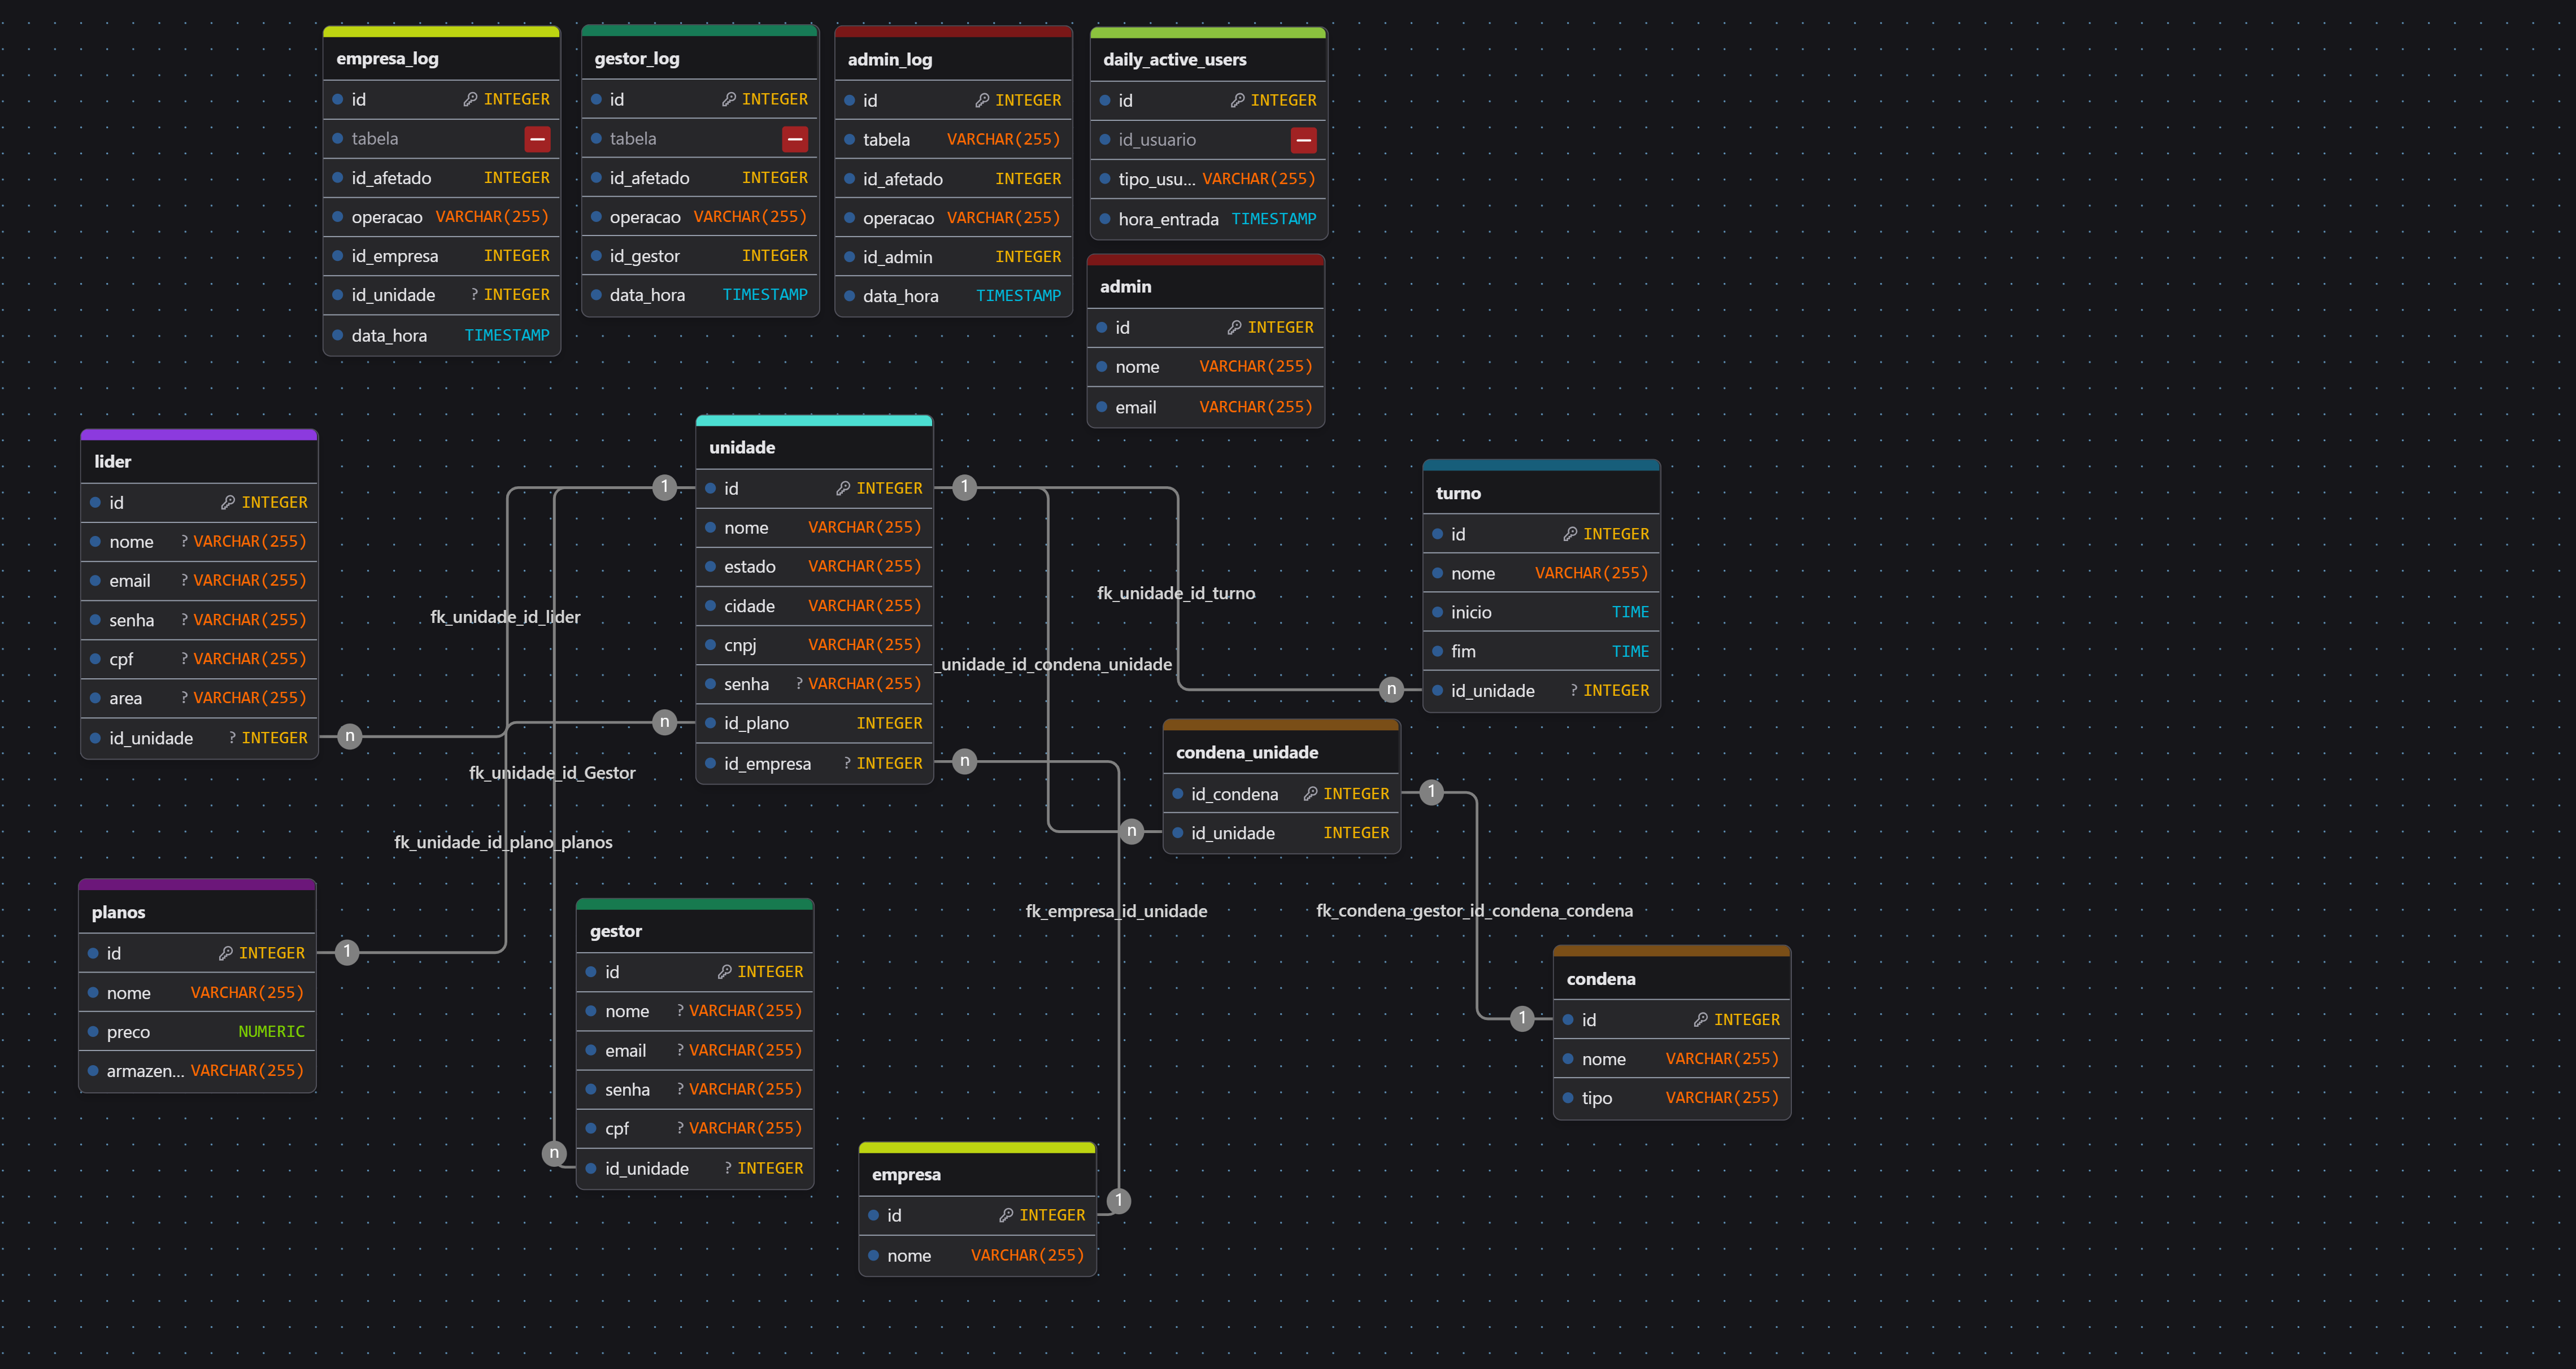 empresa_log
id INTEGER
tabela
id_afetado INTEGER
operacao VARCHAR(255)
id_empresa INTEGER
id_unidade ? INTEGER
data_hora TIMESTAMP
gestor_log
id INTEGER
tabela
id_afetado INTEGER
operacao VARCHAR(255)
id_gestor INTEGER
data_hora TIMESTAMP
admin_log
id INTEGER
tabela VARCHAR(255)
id_afetado INTEGER
operacao VARCHAR(255)
id_admin INTEGER
data_hora TIMESTAMP
daily_active_users
id INTEGER
id_usuario
tipo_usu... VARCHAR(255)
hora_entrada TIMESTAMP
admin
id INTEGER
nome VARCHAR(255)
email VARCHAR(255)
lider
id INTEGER
nome ? VARCHAR(255)
email ? VARCHAR(255)
senha ? VARCHAR(255)
cpf ? VARCHAR(255)
area ? VARCHAR(255)
id_unidade ? INTEGER
n
fk_unidade_id_lider
fk_unidade_id_Gestor
fk_unidade_id_plano_planos
1
n
unidade
id INTEGER
nome VARCHAR(255)
estado VARCHAR(255)
cidade VARCHAR(255)
cnpj VARCHAR(255)
senha ? VARCHAR(255)
id_plano INTEGER
id_empresa ? INTEGER
1
n
fk_unidade_id_turno
_unidade_id_condena_unidade
n
turno
id INTEGER
nome VARCHAR(255)
inicio TIME
fim TIME
id_unidade ? INTEGER
n
condena_unidade
id_condena INTEGER
id_unidade INTEGER
1
planos
id INTEGER
nome VARCHAR(255)
preco NUMERIC
armazen... VARCHAR(255)
1
gestor
id INTEGER
nome ? VARCHAR(255)
email ? VARCHAR(255)
senha ? VARCHAR(255)
cpf ? VARCHAR(255)
id_unidade ? INTEGER
n
fk_empresa_id_unidade
fk_condena_gestor_id_condena_condena
1
condena
id INTEGER
nome VARCHAR(255)
tipo VARCHAR(255)
empresa
id INTEGER
nome VARCHAR(255)
1